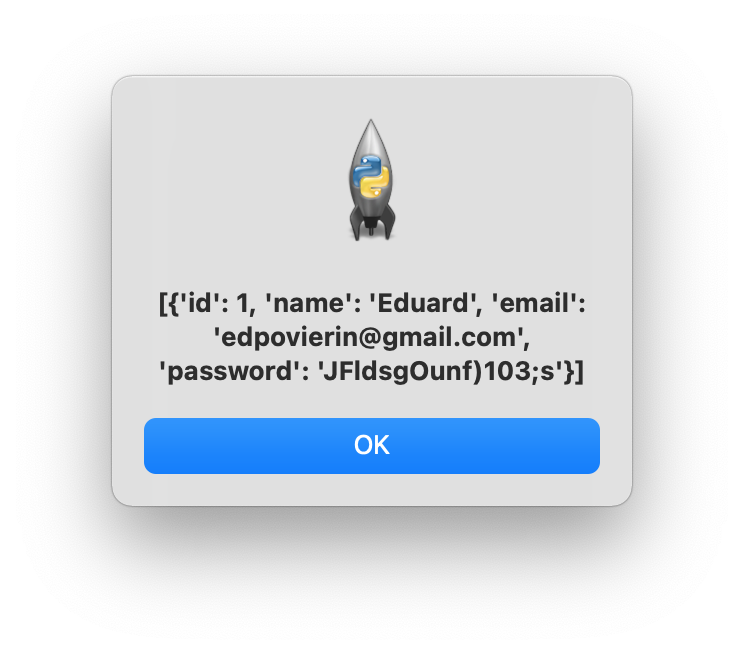 [{'id': 1, 'name': 'Eduard', 'email':
'edpovierin@gmail.com',
'password': 'JFldsgOunf)103;s'}]
OK